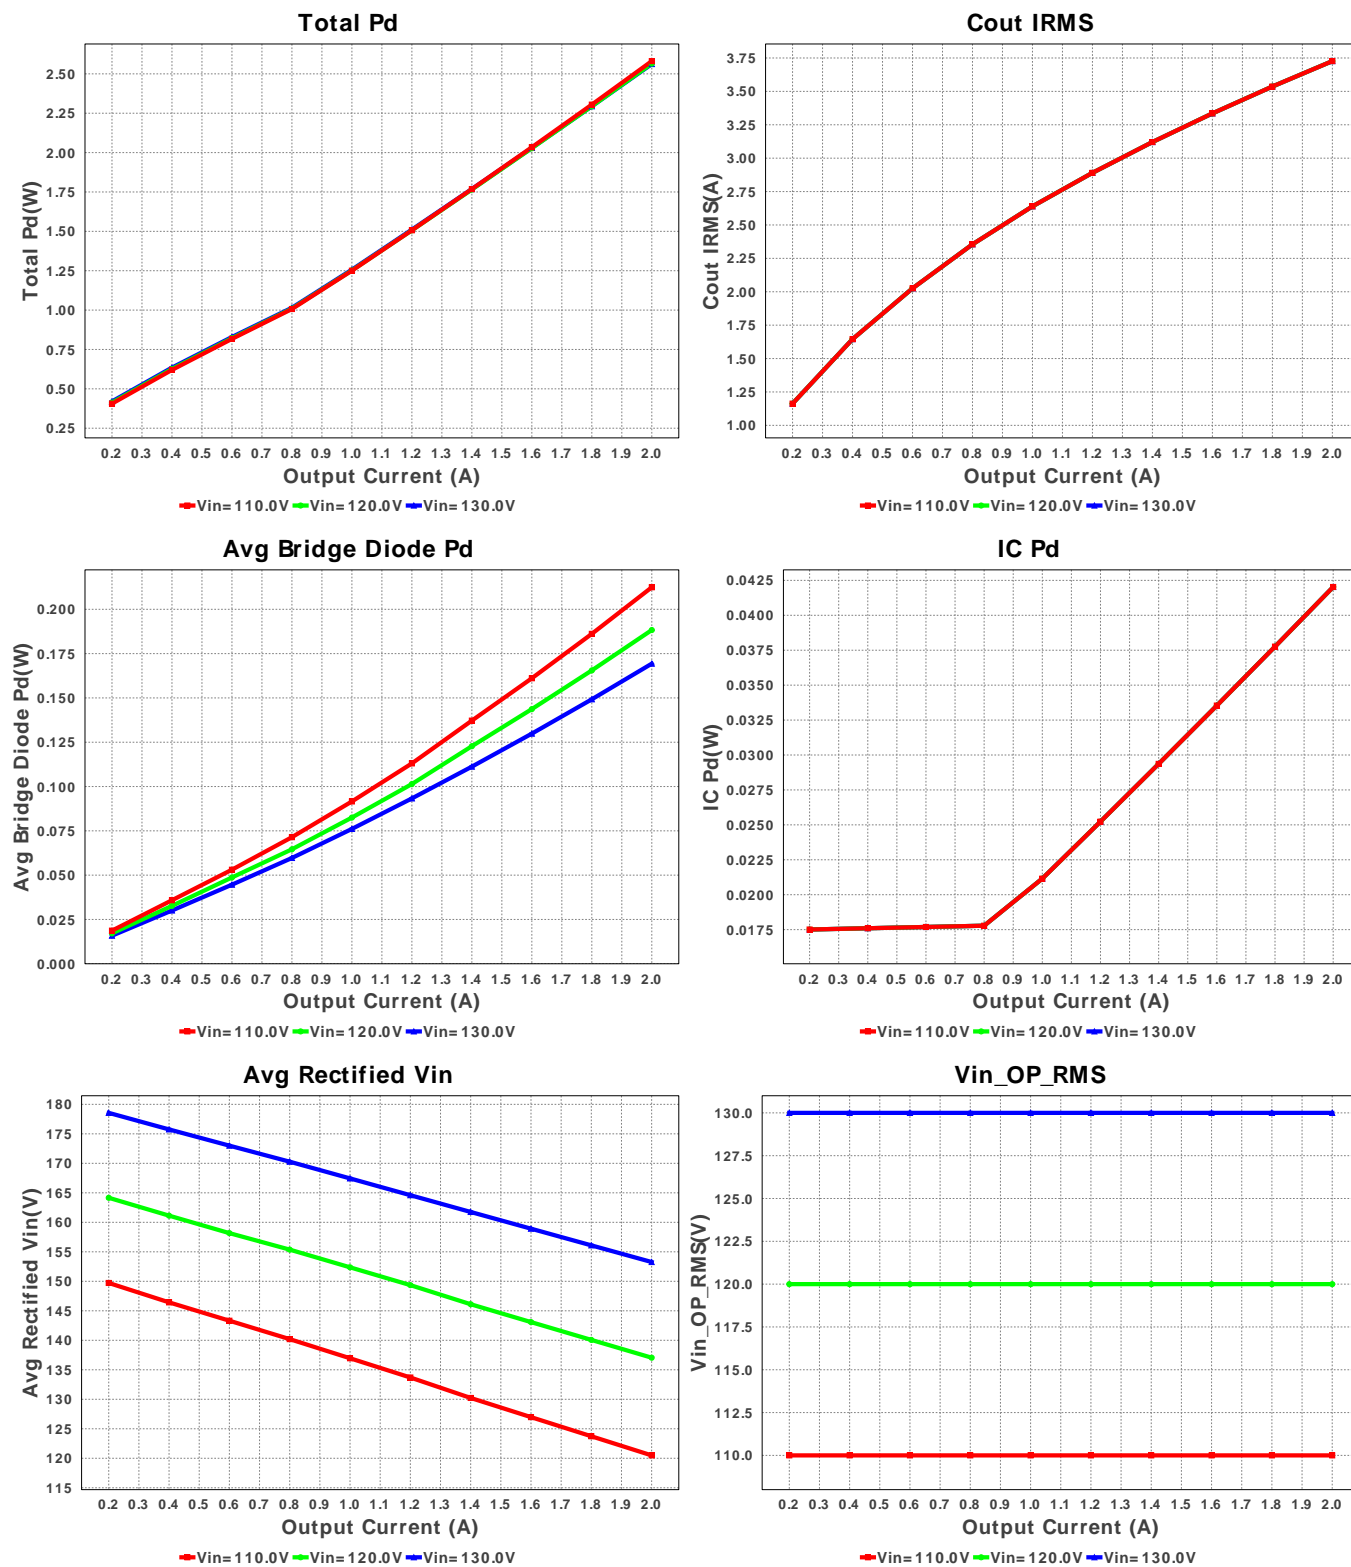 Total Pd
Total Pd(W)
2.50
2.25
2.00
1.75
1.50
1.25
1.00
0.75
0.50
0.25
0.2 0.3 0.4 0.5 0.6 0.7 0.8 0.9 1.0 1.1 1.2 1.3 1.4 1.5 1.6 1.7 1.8 1.9 2.0
Output Current (A)
Vin=110.0V Vin=120.0V Vin=130.0V
Cout IRMS
Cout IRMS(A)
3.75
3.50
3.25
3.00
2.75
2.50
2.25
2.00
1.75
1.50
1.25
1.00
0.2 0.3 0.4 0.5 0.6 0.7 0.8 0.9 1.0 1.1 1.2 1.3 1.4 1.5 1.6 1.7 1.8 1.9 2.0
Output Current (A)
Vin=110.0V Vin=120.0V Vin=130.0V
Avg Bridge Diode Pd
Avg Bridge Diode Pd(W)
0.200
0.175
0.150
0.125
0.100
0.075
0.050
0.025
0.000
0.2 0.3 0.4 0.5 0.6 0.7 0.8 0.9 1.0 1.1 1.2 1.3 1.4 1.5 1.6 1.7 1.8 1.9 2.0
Output Current (A)
Vin=110.0V Vin=120.0V Vin=130.0V
IC Pd
IC Pd(W)
0.0425
0.0400
0.0375
0.0350
0.0325
0.0300
0.0275
0.0250
0.0225
0.0200
0.0175
0.2 0.3 0.4 0.5 0.6 0.7 0.8 0.9 1.0 1.1 1.2 1.3 1.4 1.5 1.6 1.7 1.8 1.9 2.0
Output Current (A)
Vin=110.0V Vin=120.0V Vin=130.0V
Avg Rectified Vin
Avg Rectified Vin(V)
180
175
170
165
160
155
150
145
140
135
130
125
120
115
0.2 0.3 0.4 0.5 0.6 0.7 0.8 0.9 1.0 1.1 1.2 1.3 1.4 1.5 1.6 1.7 1.8 1.9 2.0
Output Current (A)
Vin=110.0V Vin=120.0V Vin=130.0V
Vin_OP_RMS
Vin_OP_RMS(V)
130.0
127.5
125.0
122.5
120.0
117.5
115.0
112.5
110.0
0.2 0.3 0.4 0.5 0.6 0.7 0.8 0.9 1.0 1.1 1.2 1.3 1.4 1.5 1.6 1.7 1.8 1.9 2.0
Output Current (A)
Vin=110.0V Vin=120.0V Vin=130.0V